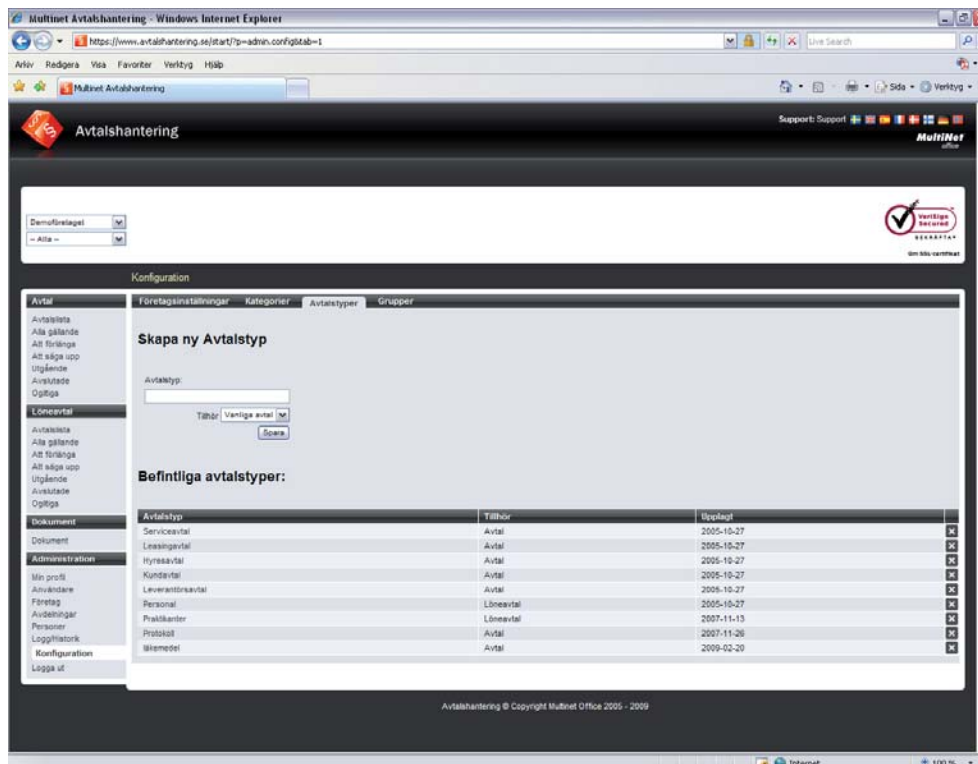 Multinet Avtalshantering - Windows Internet Explorer
https://www.avtalshantering.se/start/?p=admin.config&tab=1
Live Search
Arkiv Redigera Visa Favoriter Verktyg Hjälp
Multinet Avtalshantering
Sida
Verktyg
Avtalshantering
Support: Support
MultiNet
office
Demoföretaget
-- Alla --
VeriSign
Secured
BEKRÄFTA
Om SSL-certifikat
Konfiguration
Avtal
Avtalslista
Alla gällande
Att förlänga
Att säga upp
Utgående
Avslutade
Ogiltiga
Löneavtal
Avtalslista
Alla gällande
Att förlänga
Att säga upp
Utgående
Avslutade
Ogiltiga
Dokument
Dokument
Administration
Min profil
Användare
Företag
Avdelningar
Personer
Logg/Historik
Konfiguration
Logga ut
Företagsinställningar Kategorier Avtalstyper Grupper
Skapa ny Avtalstyp
Avtalstyp:
Tillhör Vanliga avtal
Spara
Befintliga avtalstyper:
Avtalstyp Tillhör Upplagt
Serviceavtal Avtal 2005-10-27
Leasingavtal Avtal 2005-10-27
Hyresavtal Avtal 2005-10-27
Kundavtal Avtal 2005-10-27
Leverantörsavtal Avtal 2005-10-27
Personal Löneavtal 2005-10-27
Praktikanter Löneavtal 2007-11-13
Protokoll Avtal 2007-11-26
läkemedel Avtal 2009-02-20
Avtalshantering © Copyright Multinet Office 2005 - 2009
Internet
100 %